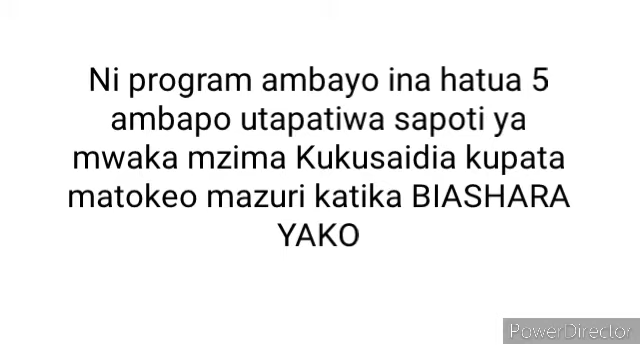 Ni program ambayo ina hatua 5
ambapo utapatiwa sapoti ya
mwaka mzima Kukusaidia kupata
matokeo mazuri katika BIASHARA
YAKO
PowerDirector